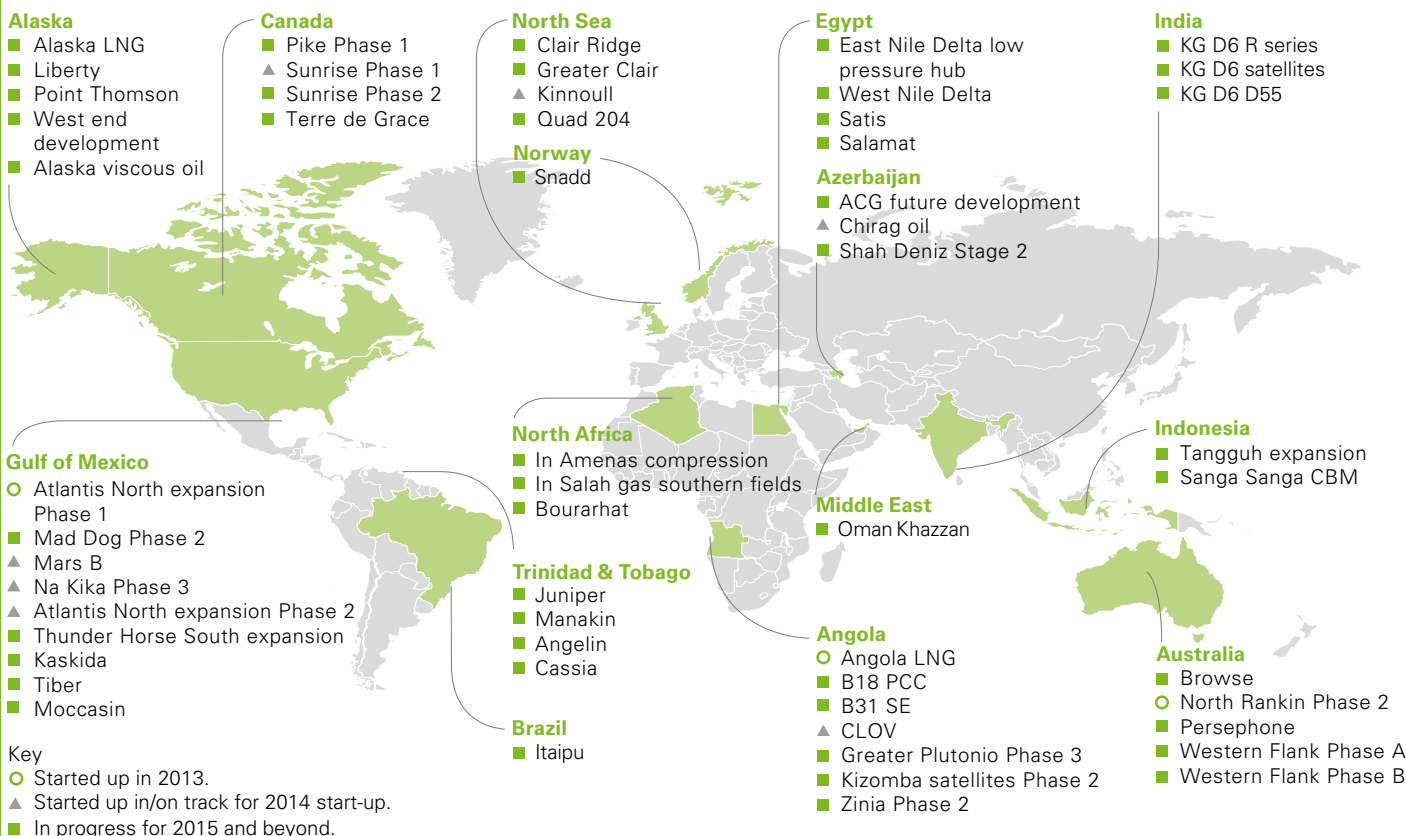 Alaska
Alaska LNG
Liberty
Point Thomson
West end
development
Alaska viscous oil
Canada
Pike Phase 1
Sunrise Phase 1
Sunrise Phase 2
Terre de Grace
North Sea
Clair Ridge
Greater Clair
Kinnoull
Quad 204
Norway
Snadd
Egypt
East Nile Delta low
pressure hub
West Nile Delta
Satis
Salamat
Azerbaijan
ACG future development
Chirag oil
Shah Deniz Stage 2
India
KG D6 R series
KG D6 satellites
KG D6 D55
Gulf of Mexico
Atlantis North expansion
Phase 1
Mad Dog Phase 2
Mars B
Na Kika Phase 3
Atlantis North expansion Phase 2
Thunder Horse South expansion
Kaskida
Tiber
Moccasin
North Africa
In Amenas compression
In Salah gas southern fields
Bourarhat
Middle East
Oman Khazzan
Indonesia
Tangguh expansion
Sanga Sanga CBM
Trinidad & Tobago
Juniper
Manakin
Angelin
Cassia
Brazil
Itaipu
Angola
Angola LNG
B18 PCC
B31 SE
CLOV
Greater Plutonio Phase 3
Kizomba satellites Phase 2
Zinia Phase 2
Australia
Browse
North Rankin Phase 2
Persephone
Western Flank Phase A
Western Flank Phase B
Key
Started up in 2013.
Started up in/on track for 2014 start-up.
In progress for 2015 and beyond.